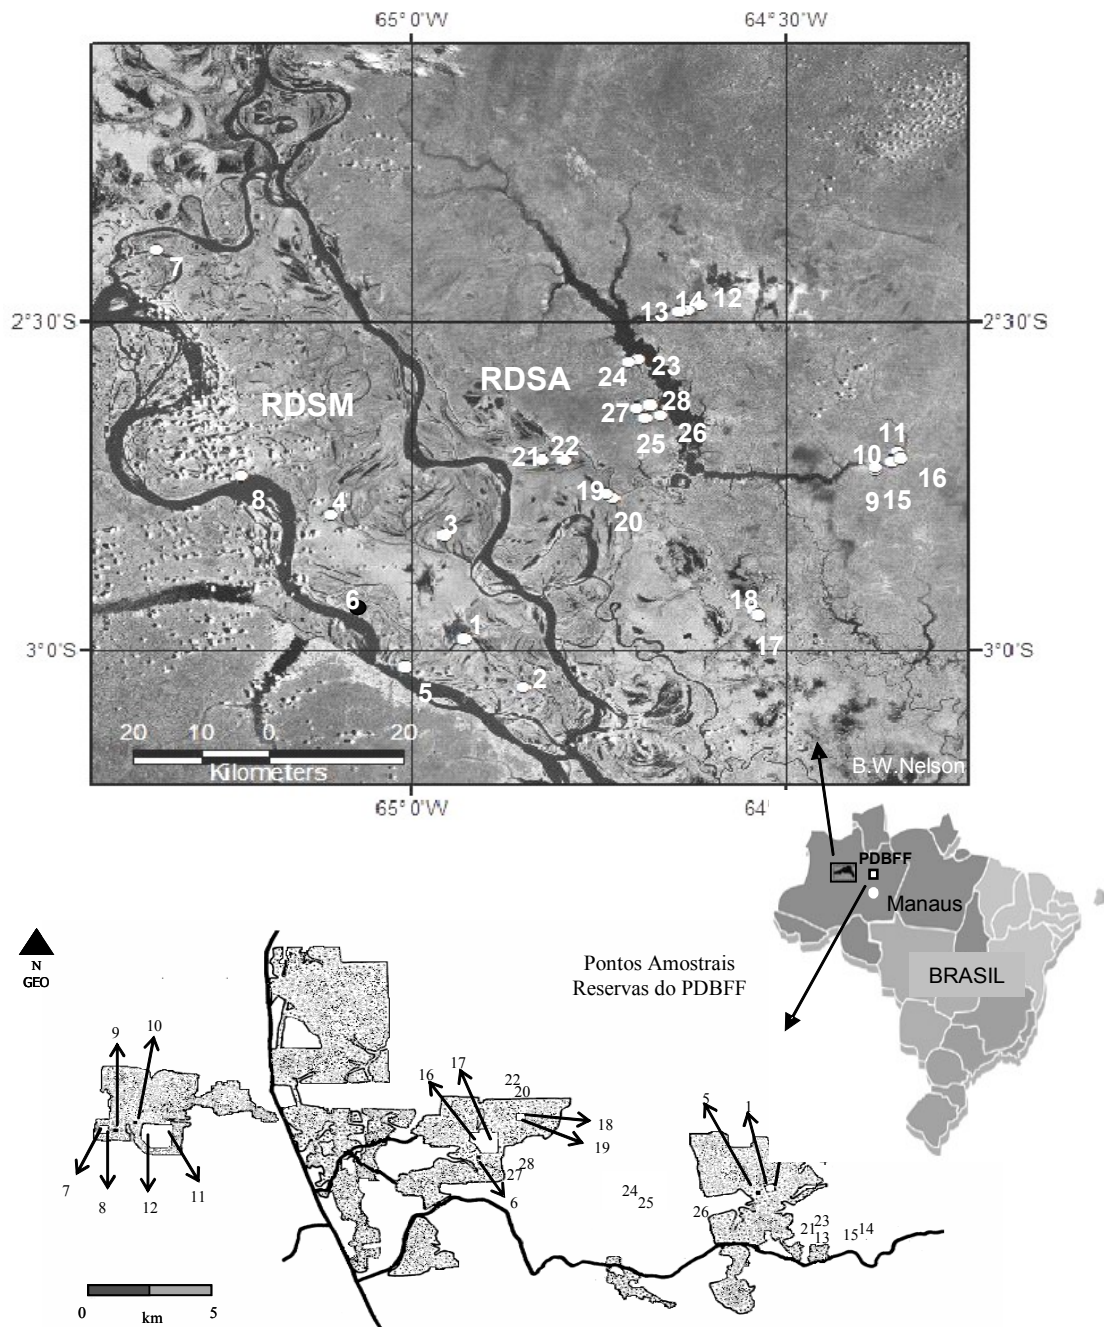 65°0'W 64°30'W
7
13 14 12
2°30'S 2°30'S
24 23
RDSA
RDSM
27 28
25 26
21 22
11
10 16
9 15
8 4
19
20
3
6
18
1
17
3°0'S 3°0'S
2
5
20 10 0 20
Kilometers
B.W.Nelson
65°0'W 64°
PDBFF
Manaus
BRASIL
N
GEO
Pontos Amostrais
Reservas do PDBFF
9 10
16 17
22
20
5 1
18
19
7
8 12 11
28
27
6
24
25
26
21 23
13
15 14
0 5
km